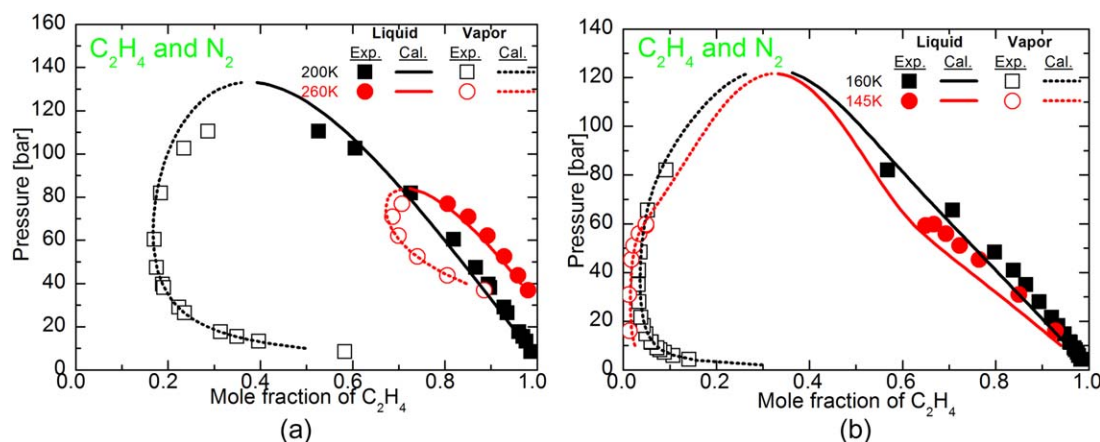 C₂H₄ and N₂
Liquid Vapor
Exp. Cal. Exp. Cal.
200K
260K
Pressure [bar]
160
140
120
100
80
60
40
20
0
0.0 0.2 0.4 0.6 0.8 1.0
Mole fraction of C₂H₄
(a)
C₂H₄ and N₂
Liquid Vapor
Exp. Cal. Exp. Cal.
160K
145K
Pressure [bar]
140
120
100
80
60
40
20
0
0.0 0.2 0.4 0.6 0.8 1.0
Mole fraction of C₂H₄
(b)